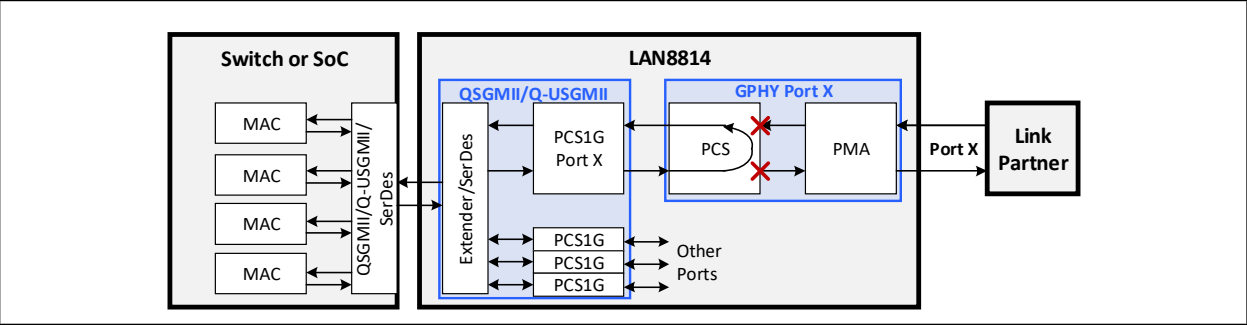 Switch or SoC
MAC
MAC
MAC
MAC
QSGMII/Q-USGMII/
SerDes
LAN8814
QSGMII/Q-USGMII
Extender/SerDes
PCS1G
Port X
PCS1G
PCS1G
PCS1G
Other
Ports
GPHY Port X
PCS
PMA
Port X
Link
Partner